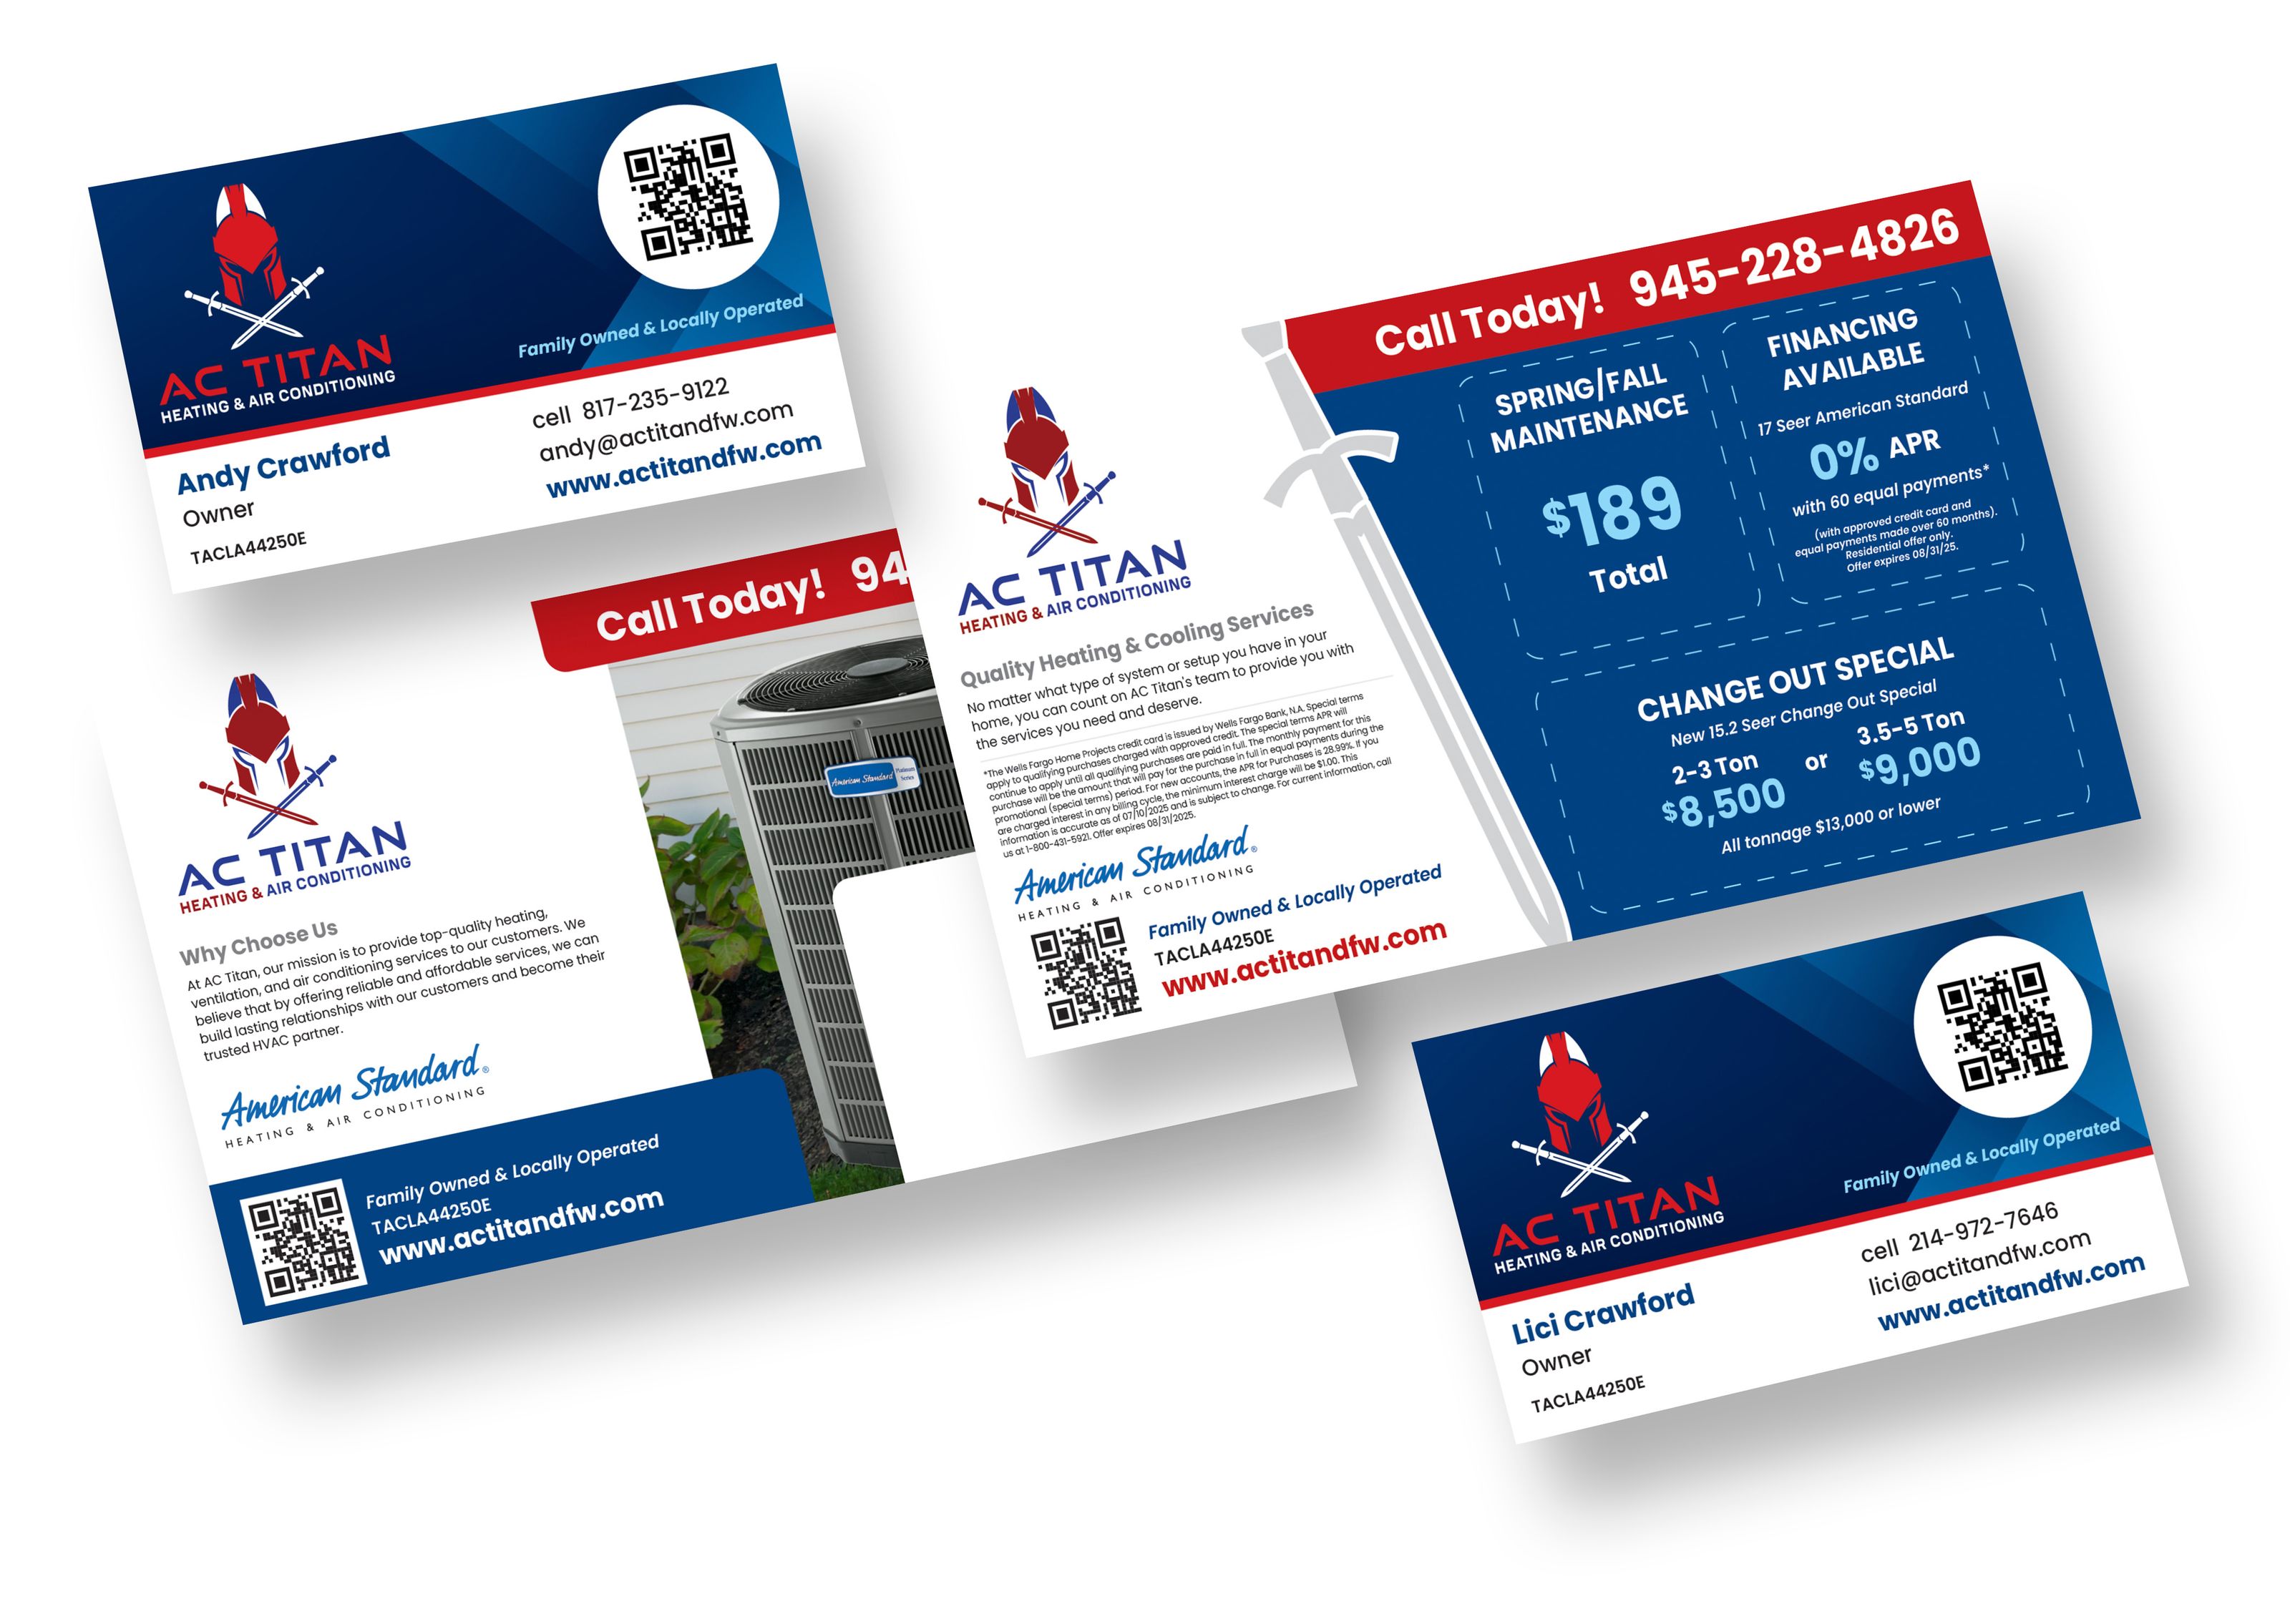 AC TITAN
HEATING & AIR CONDITIONING
Family Owned & Locally Operated
Andy Crawford
Owner
TACLA44250E
cell 817-235-9122
andy@actitandfw.com
www.actitandfw.com
Call Today! 94
AC TITAN
HEATING & AIR CONDITIONING
Why Choose Us
At AC Titan, our mission is to provide top-quality heating,
ventilation, and air conditioning services to our customers. We
believe that by offering reliable and affordable services, we can
build lasting relationships with our customers and become their
trusted HVAC partner.
American Standard®
HEATING & AIR CONDITIONING
Family Owned & Locally Operated
TACLA44250E
www.actitandfw.com
American Standard
Platinum
Series
Call Today! 945-228-4826
AC TITAN
HEATING & AIR CONDITIONING
Quality Heating & Cooling Services
No matter what type of system or setup you have in your
home, you can count on AC Titan's team to provide you with
the services you need and deserve.
*The Wells Fargo Home Projects credit card is issued by Wells Fargo Bank, N.A. Special terms
apply to qualifying purchases charged with approved credit. The special terms APR will
continue to apply until all qualifying purchases are paid in full. The monthly payment for this
purchase will be the amount that will pay for the purchase in full in equal payments during the
promotional (special terms) period. For new accounts, the APR for Purchases is 28.99%. If you
are charged interest in any billing cycle, the minimum interest charge will be $1.00. This
information is accurate as of 07/10/2025 and is subject to change. For current information, call
us at 1-800-431-5921. Offer expires 08/31/2025.
American Standard®
HEATING & AIR CONDITIONING
Family Owned & Locally Operated
TACLA44250E
www.actitandfw.com
SPRING/FALL
MAINTENANCE
$189
Total
FINANCING
AVAILABLE
17 Seer American Standard
0% APR
with 60 equal payments*
(with approved credit card and
equal payments made over 60 months).
Residential offer only.
Offer expires 08/31/25.
CHANGE OUT SPECIAL
New 15.2 Seer Change Out Special
2-3 Ton
$8,500
or
3.5-5 Ton
$9,000
All tonnage $13,000 or lower
AC TITAN
HEATING & AIR CONDITIONING
Family Owned & Locally Operated
Lici Crawford
Owner
TACLA44250E
cell 214-972-7646
lici@actitandfw.com
www.actitandfw.com